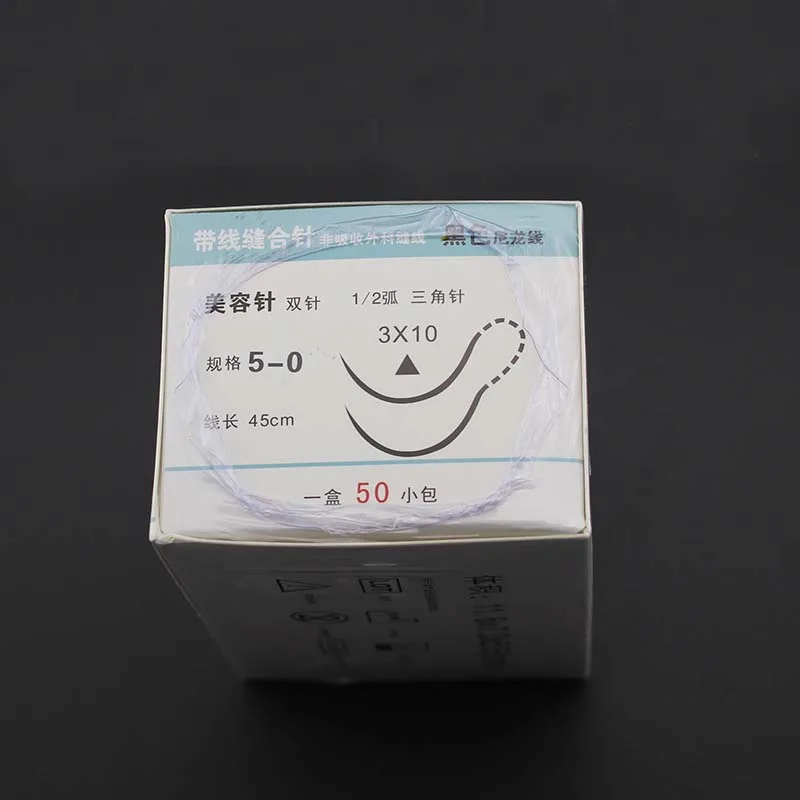 带线缝合针 非吸收外科缝线 黑色尼龙线
美容针 双针 1/2弧 三角针
3X10
规格 5-0
线长 45cm
一盒 50 小包